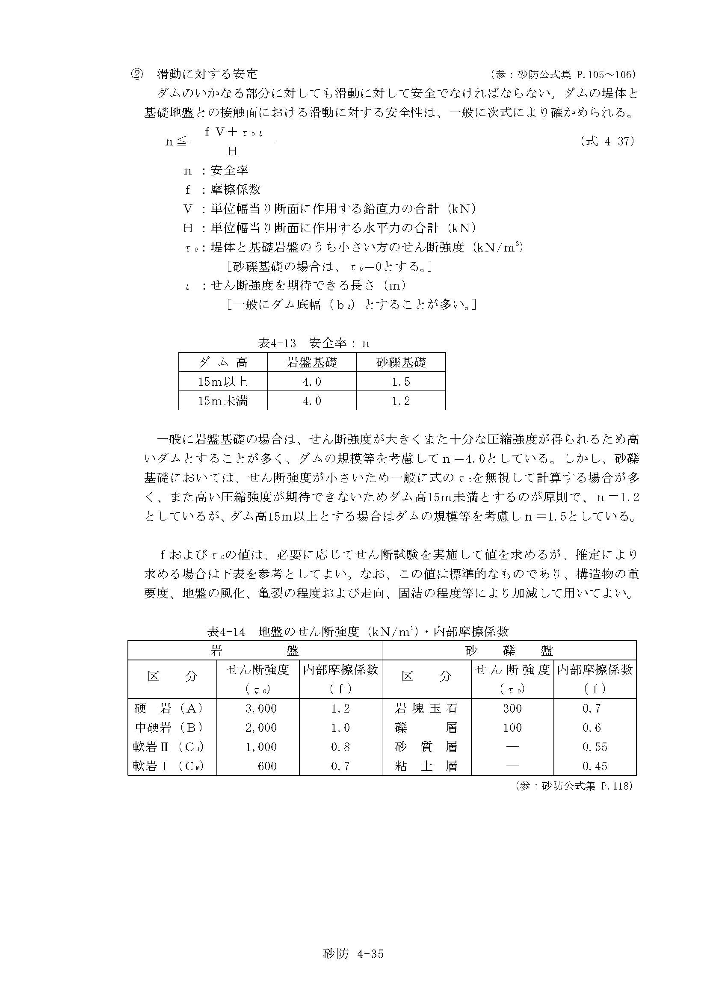 ②　滑動に対する安定　（参：砂防公式集 P.105～106）
ダムのいかなる部分に対しても滑動に対して安全でなければならない。ダムの堤体と
基礎地盤との接触面における滑動に対する安全性は、一般に次式により確かめられる。
ｆＶ＋τ₀ι
ｎ≦　（式 4-37）
Ｈ
ｎ：安全率
ｆ：摩擦係数
Ｖ：単位幅当り断面に作用する鉛直力の合計（kN）
Ｈ：単位幅当り断面に作用する水平力の合計（kN）
τ₀：堤体と基礎岩盤のうち小さい方のせん断強度（kN/m²）
［砂礫基礎の場合は、τ₀=0とする。］
ι：せん断強度を期待できる長さ（m）
［一般にダム底幅（ｂ₂）とすることが多い。］
表4-13　安全率：ｎ
ダ ム 高　岩盤基礎　砂礫基礎
15m以上　4.0　1.5
15m未満　4.0　1.2
一般に岩盤基礎の場合は、せん断強度が大きくまた十分な圧縮強度が得られるため高
いダムとすることが多く、ダムの規模等を考慮してｎ=4.0としている。しかし、砂礫
基礎においては、せん断強度が小さいため一般に式のτ₀を無視して計算する場合が多
く、また高い圧縮強度が期待できないためダム高15m未満とするのが原則で、ｎ=1.2
としているが、ダム高15m以上とする場合はダムの規模等を考慮しｎ=1.5としている。
ｆおよびτ₀の値は、必要に応じてせん断試験を実施して値を求めるが、推定により
求める場合は下表を参考としてよい。なお、この値は標準的なものであり、構造物の重
要度、地盤の風化、亀裂の程度および走向、固結の程度等により加減して用いてよい。
表4-14　地盤のせん断強度（kN/m²）・内部摩擦係数
岩　盤　砂　礫　盤
区　分　せん断強度（τ₀）　内部摩擦係数（ｆ）　区　分　せん断強度（τ₀）　内部摩擦係数（ｆ）
硬　岩（Ａ）　3,000　1.2　岩塊玉石　300　0.7
中硬岩（Ｂ）　2,000　1.0　礫　層　100　0.6
軟岩Ⅱ（Ｃ<sub>H</sub>）　1,000　0.8　砂　質　層　―　0.55
軟岩Ⅰ（Ｃ<sub>M</sub>）　600　0.7　粘　土　層　―　0.45
（参：砂防公式集 P.118）
砂防 4-35